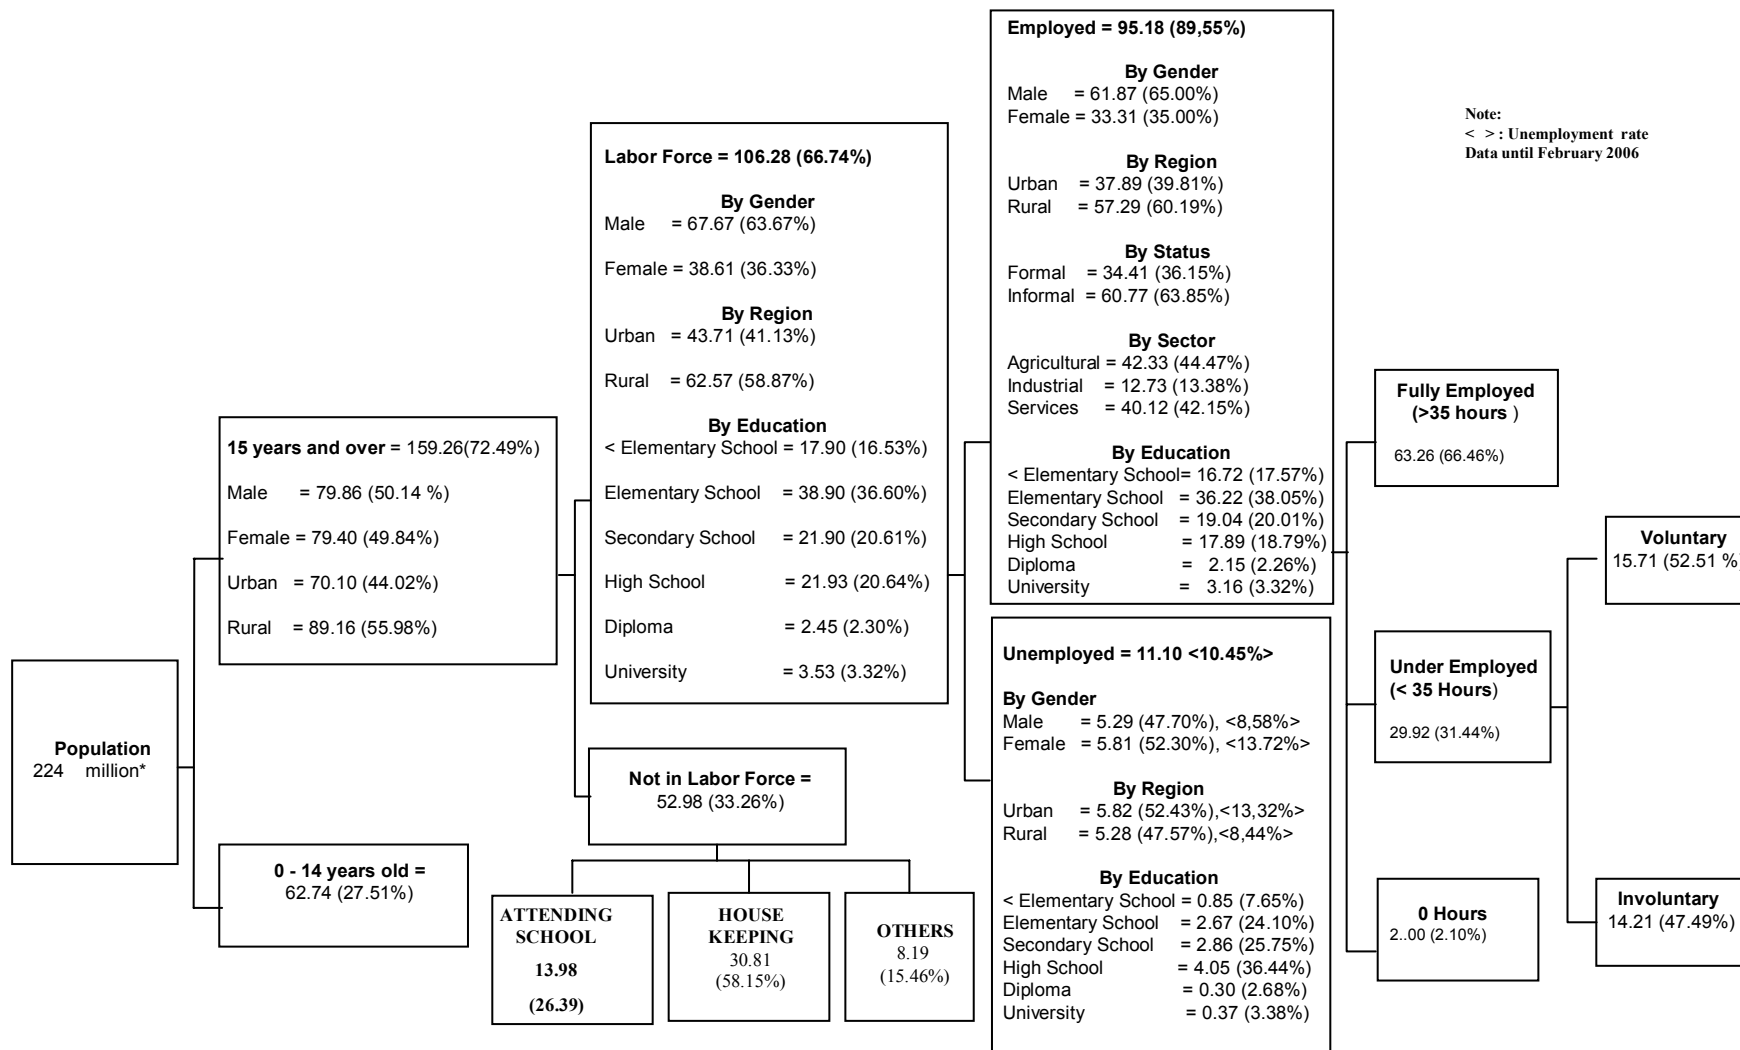 Population
224 million*
15 years and over = 159.26(72.49%)
Male = 79.86 (50.14 %)
Female = 79.40 (49.84%)
Urban = 70.10 (44.02%)
Rural = 89.16 (55.98%)
0 - 14 years old =
62.74 (27.51%)
Labor Force = 106.28 (66.74%)
By Gender
Male = 67.67 (63.67%)
Female = 38.61 (36.33%)
By Region
Urban = 43.71 (41.13%)
Rural = 62.57 (58.87%)
By Education
< Elementary School = 17.90 (16.53%)
Elementary School = 38.90 (36.60%)
Secondary School = 21.90 (20.61%)
High School = 21.93 (20.64%)
Diploma = 2.45 (2.30%)
University = 3.53 (3.32%)
Not in Labor Force =
52.98 (33.26%)
ATTENDING
SCHOOL
13.98
(26.39)
HOUSE
KEEPING
30.81
(58.15%)
OTHERS
8.19
(15.46%)
Employed = 95.18 (89,55%)
By Gender
Male = 61.87 (65.00%)
Female = 33.31 (35.00%)
By Region
Urban = 37.89 (39.81%)
Rural = 57.29 (60.19%)
By Status
Formal = 34.41 (36.15%)
Informal = 60.77 (63.85%)
By Sector
Agricultural = 42.33 (44.47%)
Industrial = 12.73 (13.38%)
Services = 40.12 (42.15%)
By Education
< Elementary School= 16.72 (17.57%)
Elementary School = 36.22 (38.05%)
Secondary School = 19.04 (20.01%)
High School = 17.89 (18.79%)
Diploma = 2.15 (2.26%)
University = 3.16 (3.32%)
Unemployed = 11.10 <10.45%>
By Gender
Male = 5.29 (47.70%), <8,58%>
Female = 5.81 (52.30%), <13.72%>
By Region
Urban = 5.82 (52.43%),<13,32%>
Rural = 5.28 (47.57%),<8,44%>
By Education
< Elementary School = 0.85 (7.65%)
Elementary School = 2.67 (24.10%)
Secondary School = 2.86 (25.75%)
High School = 4.05 (36.44%)
Diploma = 0.30 (2.68%)
University = 0.37 (3.38%)
Note:
< > : Unemployment rate
Data until February 2006
Fully Employed
(>35 hours )
63.26 (66.46%)
Under Employed
(< 35 Hours)
29.92 (31.44%)
0 Hours
2..00 (2.10%)
Voluntary
15.71 (52.51 %)
Involuntary
14.21 (47.49%)